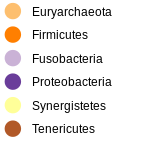 Euryarchaeota
Firmicutes
Fusobacteria
Proteobacteria
Synergistetes
Tenericutes